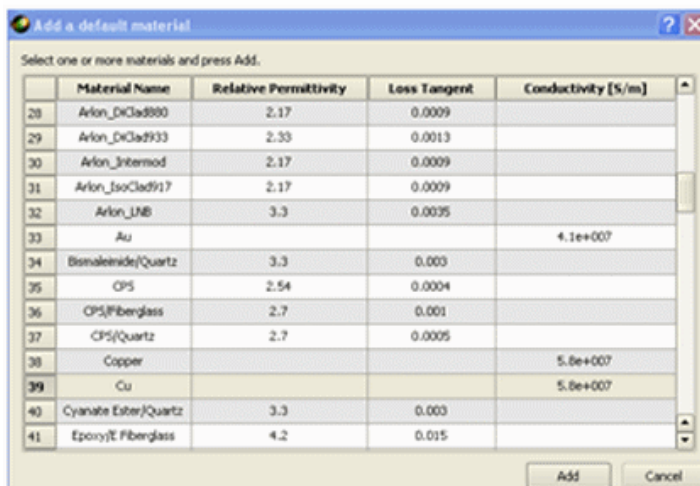 Add a default material
Select one or more materials and press Add.
Material Name Relative Permittivity Loss Tangent Conductivity [S/m]
28 Arlon_DiClad880 2.17 0.0009
29 Arlon_DiClad933 2.33 0.0013
30 Arlon_Intermod 2.17 0.0009
31 Arlon_IsoClad917 2.17 0.0009
32 Arlon_LNB 3.3 0.0035
33 Au 4.1e+007
34 Bismaleimide/Quartz 3.3 0.003
35 CPS 2.54 0.0004
36 CPS/Fiberglass 2.7 0.001
37 CPS/Quartz 2.7 0.0005
38 Copper 5.8e+007
39 Cu 5.8e+007
40 Cyanate Ester/Quartz 3.3 0.003
41 Epoxy/E Fiberglass 4.2 0.015
Add Cancel